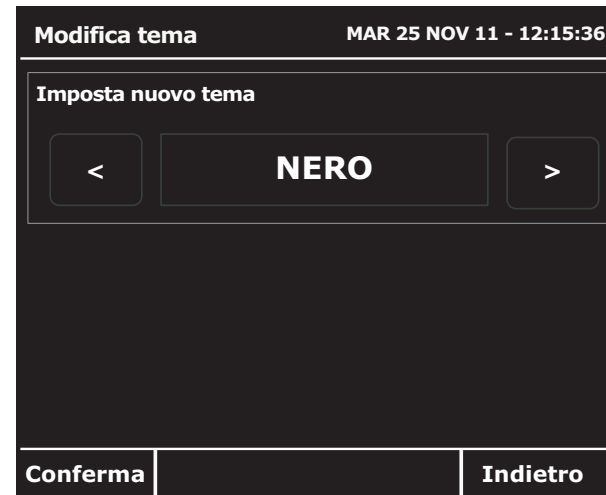 Modifica tema MAR 25 NOV 11 - 12:15:36
Imposta nuovo tema
< NERO >
Conferma Indietro